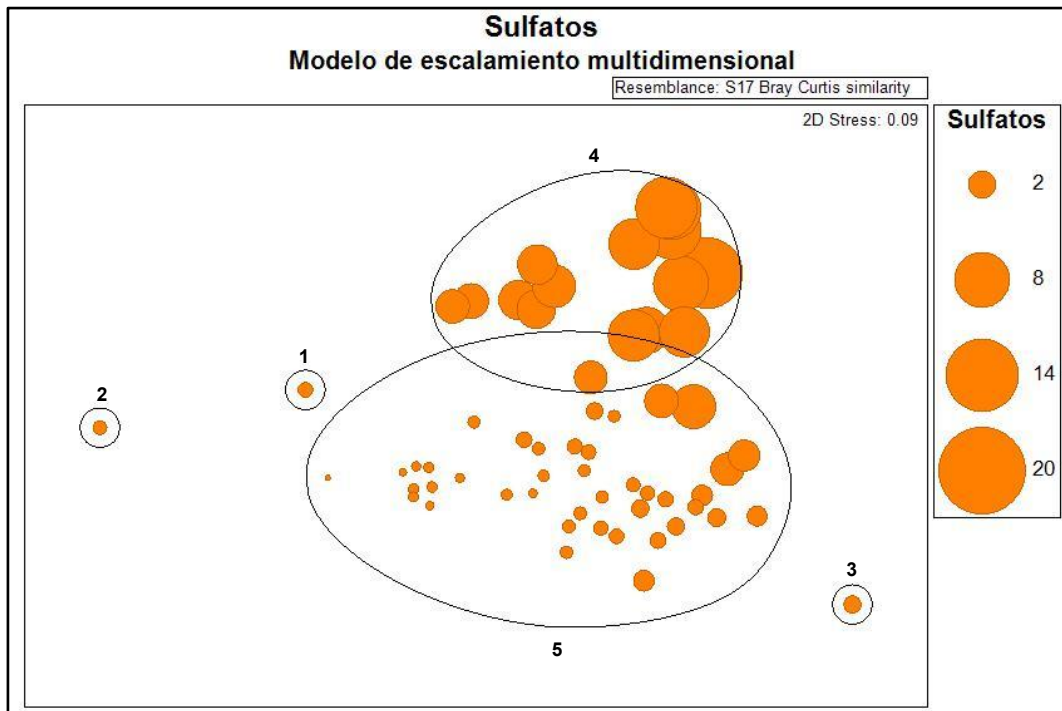 Sulfatos
Modelo de escalamiento multidimensional
Resemblance: S17 Bray Curtis similarity
2D Stress: 0.09
Sulfatos
2
8
14
20
4
1
2
3
5